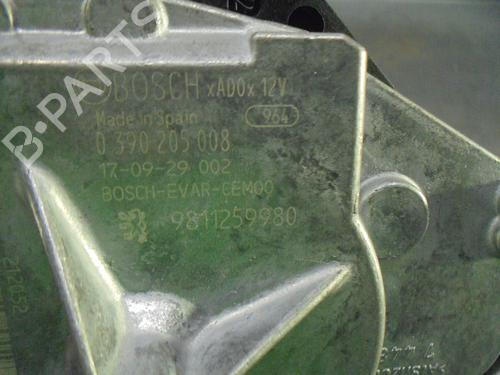 BOSCH xAD0x 12V
Made in Spain
964
0 390 205 008
17-09-29 002
BOSCH-EVAR-CEM00
9811259980
B-PARTS